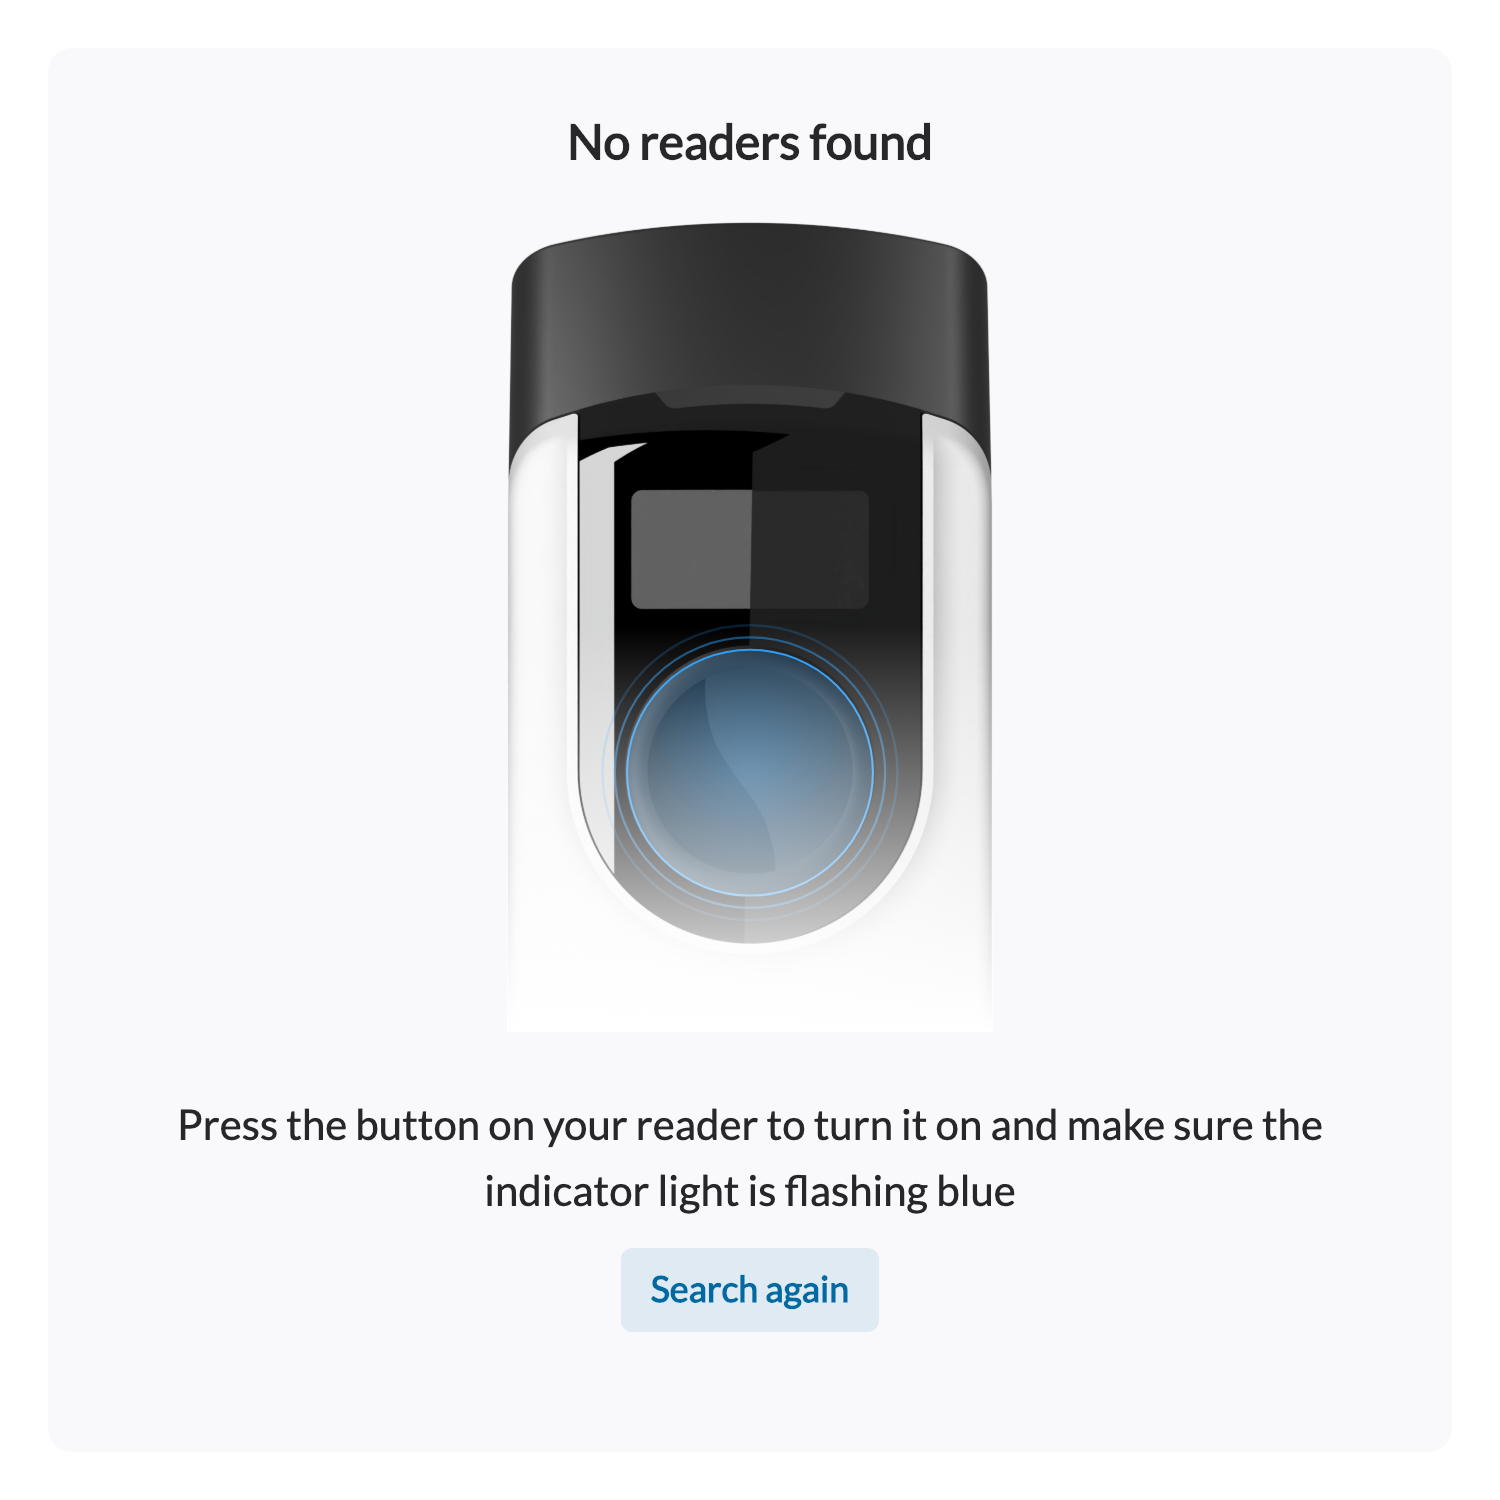 No readers found
Press the button on your reader to turn it on and make sure the
indicator light is flashing blue
Search again